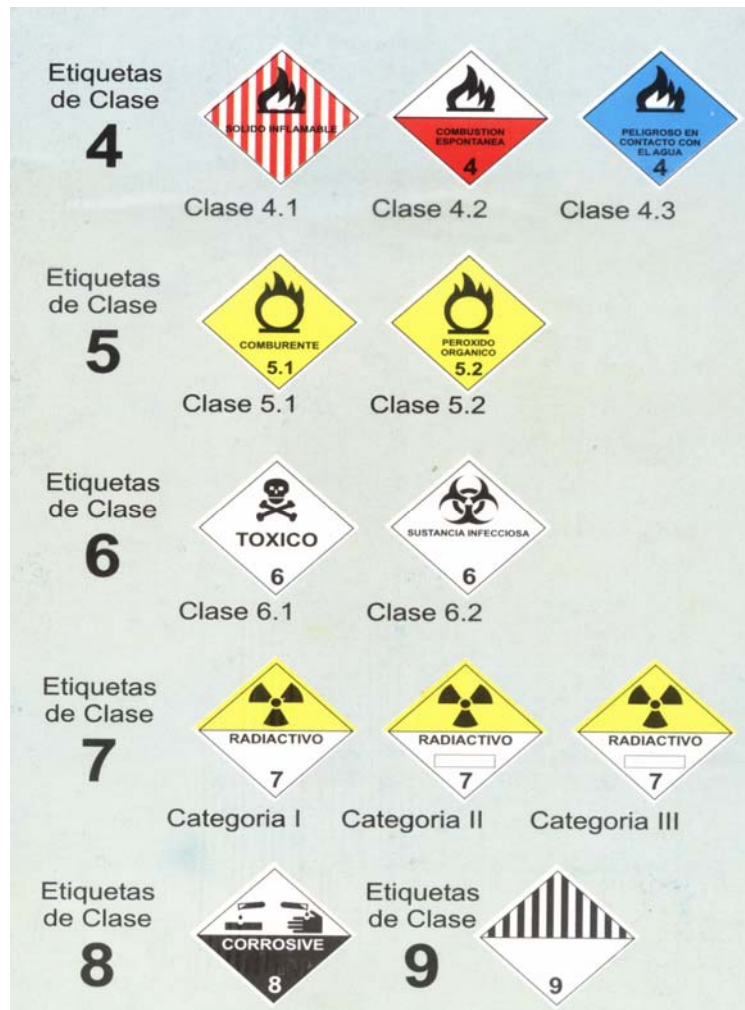 Etiquetas
de Clase
4
SOLIDO INFLAMABLE
COMBUSTION
ESPONTANEA
4
PELIGROSO EN
CONTACTO CON
EL AGUA
4
Clase 4.1
Clase 4.2
Clase 4.3
Etiquetas
de Clase
5
COMBURENTE
5.1
PEROXIDO
ORGANICO
5.2
Clase 5.1
Clase 5.2
Etiquetas
de Clase
6
TOXICO
6
SUSTANCIA INFECCIOSA
6
Clase 6.1
Clase 6.2
Etiquetas
de Clase
7
RADIACTIVO
7
RADIACTIVO
7
RADIACTIVO
7
Categoria I
Categoria II
Categoria III
Etiquetas
de Clase
8
CORROSIVE
8
Etiquetas
de Clase
9
9